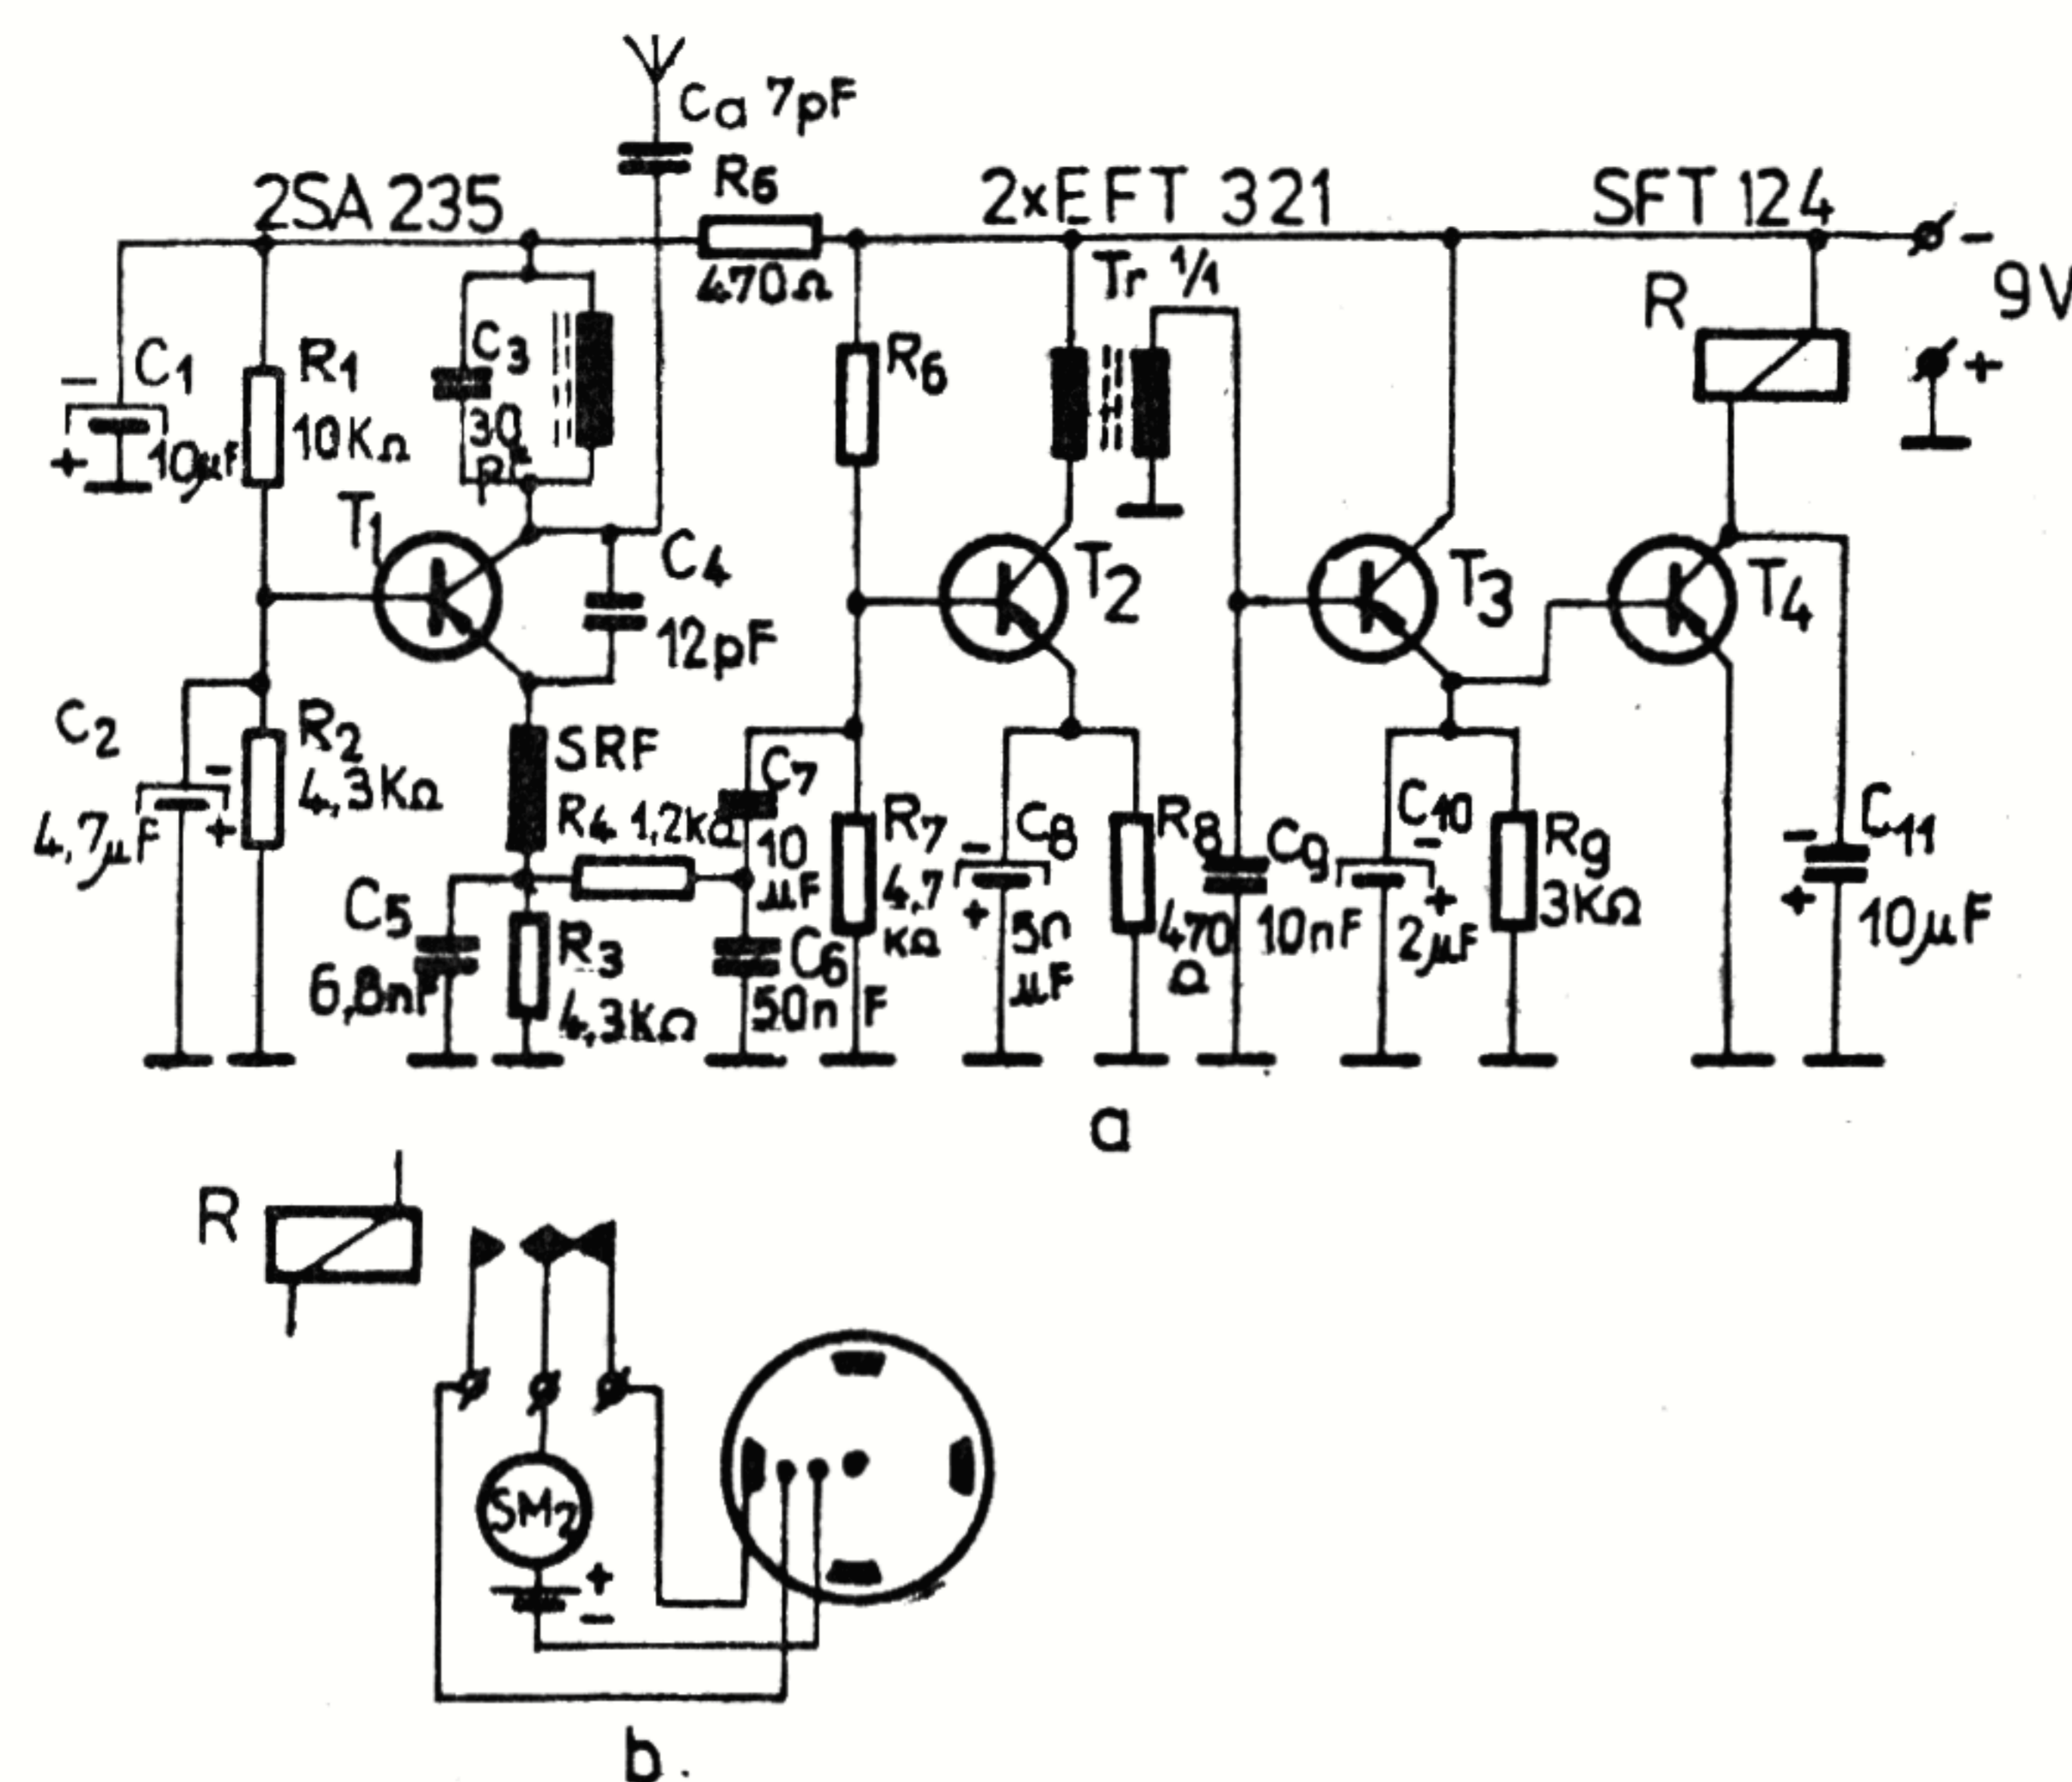 Ca 7pF
2SA 235
R6
2xEFT 321
SFT 124
470Ω
Tr 1/1
R
-
9V
+
C1
-
+
10µF
R1
10KΩ
C3
30
pF
R6
T1
C4
12pF
T2
T3
T4
C2
-
+
4,7µF
R2
4,3KΩ
SRF
R4 1,2kΩ
C7
10
µF
R7
4,7
KΩ
C8
-
+
50
µF
R8
470
Ω
C9
10nF
C10
-
+
2µF
R9
3KΩ
C11
-
+
10µF
C5
6,8nF
R3
4,3KΩ
C6
50nF
a
R
SM2
+
-
b.